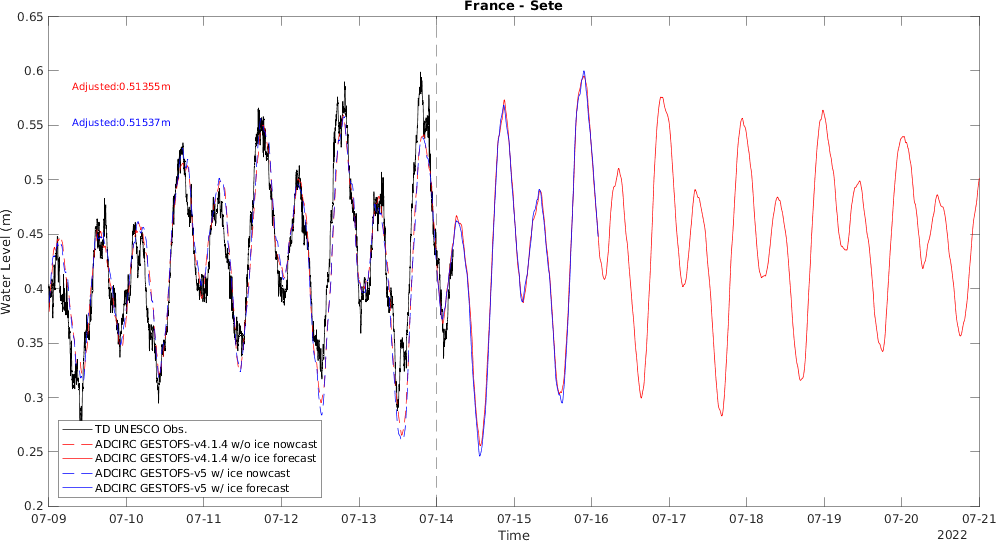 France - Sete
0.65
0.6
0.55
0.5
0.45
0.4
0.35
0.3
0.25
0.2
Water Level (m)
Adjusted:0.51355m
Adjusted:0.51537m
TD UNESCO Obs.
ADCIRC GESTOFS-v4.1.4 w/o ice nowcast
ADCIRC GESTOFS-v4.1.4 w/o ice forecast
ADCIRC GESTOFS-v5 w/ ice nowcast
ADCIRC GESTOFS-v5 w/ ice forecast
07-09 07-10 07-11 07-12 07-13 07-14 07-15 07-16 07-17 07-18 07-19 07-20 07-21
Time
2022